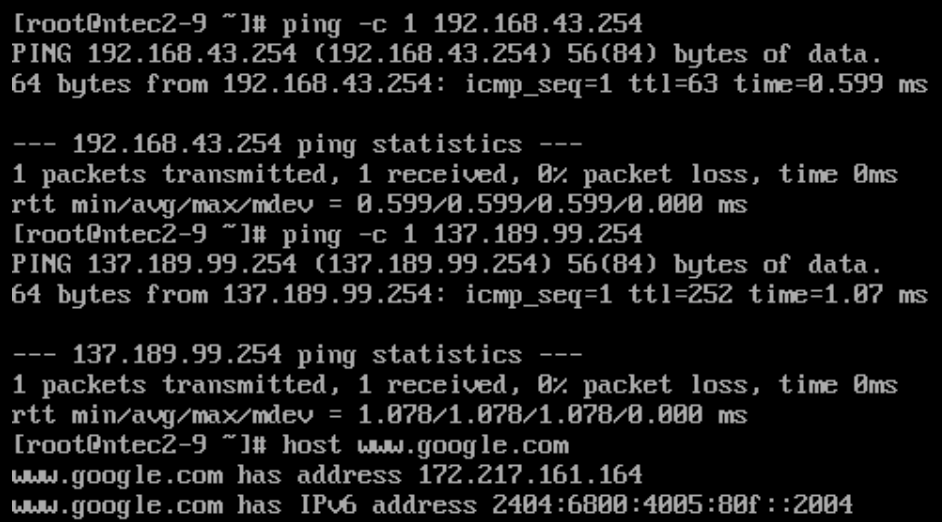 [root@ntec2-9 ~]# ping -c 1 192.168.43.254
PING 192.168.43.254 (192.168.43.254) 56(84) bytes of data.
64 bytes from 192.168.43.254: icmp_seq=1 ttl=63 time=0.599 ms
--- 192.168.43.254 ping statistics ---
1 packets transmitted, 1 received, 0% packet loss, time 0ms
rtt min/avg/max/mdev = 0.599/0.599/0.599/0.000 ms
[root@ntec2-9 ~]# ping -c 1 137.189.99.254
PING 137.189.99.254 (137.189.99.254) 56(84) bytes of data.
64 bytes from 137.189.99.254: icmp_seq=1 ttl=252 time=1.07 ms
--- 137.189.99.254 ping statistics ---
1 packets transmitted, 1 received, 0% packet loss, time 0ms
rtt min/avg/max/mdev = 1.078/1.078/1.078/0.000 ms
[root@ntec2-9 ~]# host www.google.com
www.google.com has address 172.217.161.164
www.google.com has IPv6 address 2404:6800:4005:80f::2004